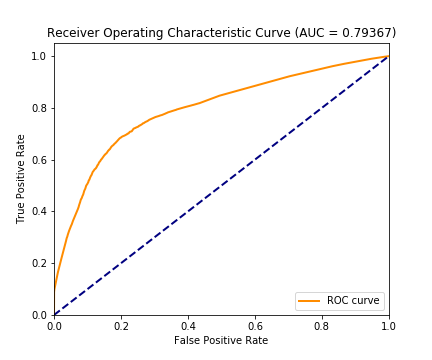 Receiver Operating Characteristic Curve (AUC = 0.79367)
1.0
0.8
0.6
0.4
0.2
0.0
True Positive Rate
ROC curve
0.0 0.2 0.4 0.6 0.8 1.0
False Positive Rate